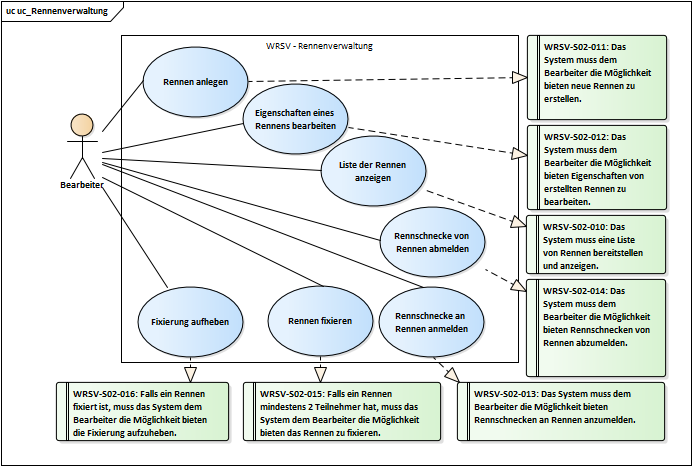 uc uc_Rennenverwaltung
WRSV - Rennenverwaltung
Rennen anlegen
Eigenschaften eines
Rennens bearbeiten
Liste der Rennen
anzeigen
Rennschnecke von
Rennen abmelden
Bearbeiter
Fixierung aufheben
Rennen fixieren
Rennschnecke an
Rennen anmelden
WRSV-S02-011: Das
System muss dem
Bearbeiter die Möglichkeit
bieten neue Rennen zu
erstellen.
WRSV-S02-012: Das
System muss dem
Bearbeiter die Möglichkeit
bieten Eigenschaften von
erstellten Rennen zu
bearbeiten.
WRSV-S02-010: Das
System muss eine Liste
von Rennen bereitstellen
und anzeigen.
WRSV-S02-014: Das
System muss dem
Bearbeiter die Möglichkeit
bieten Rennschnecken von
Rennen abzumelden.
WRSV-S02-016: Falls ein Rennen
fixiert ist, muss das System dem
Bearbeiter die Möglichkeit bieten
die Fixierung aufzuheben.
WRSV-S02-015: Falls ein Rennen
mindestens 2 Teilnehmer hat, muss das
System dem Bearbeiter die Möglichkeit
bieten das Rennen zu fixieren.
WRSV-S02-013: Das System muss dem
Bearbeiter die Möglichkeit bieten
Rennschnecken an Rennen anzumelden.